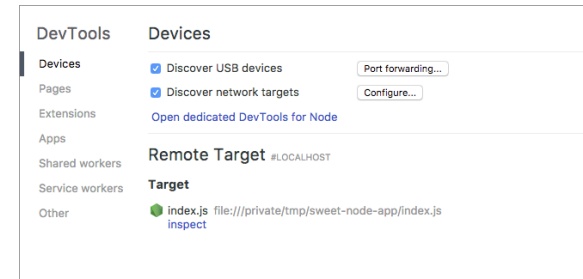 DevTools
Devices
Pages
Extensions
Apps
Shared workers
Service workers
Other
Devices
Discover USB devices
Port forwarding...
Discover network targets
Configure...
Open dedicated DevTools for Node
Remote Target #LOCALHOST
Target
index.js file:///private/tmp/sweet-node-app/index.js
inspect